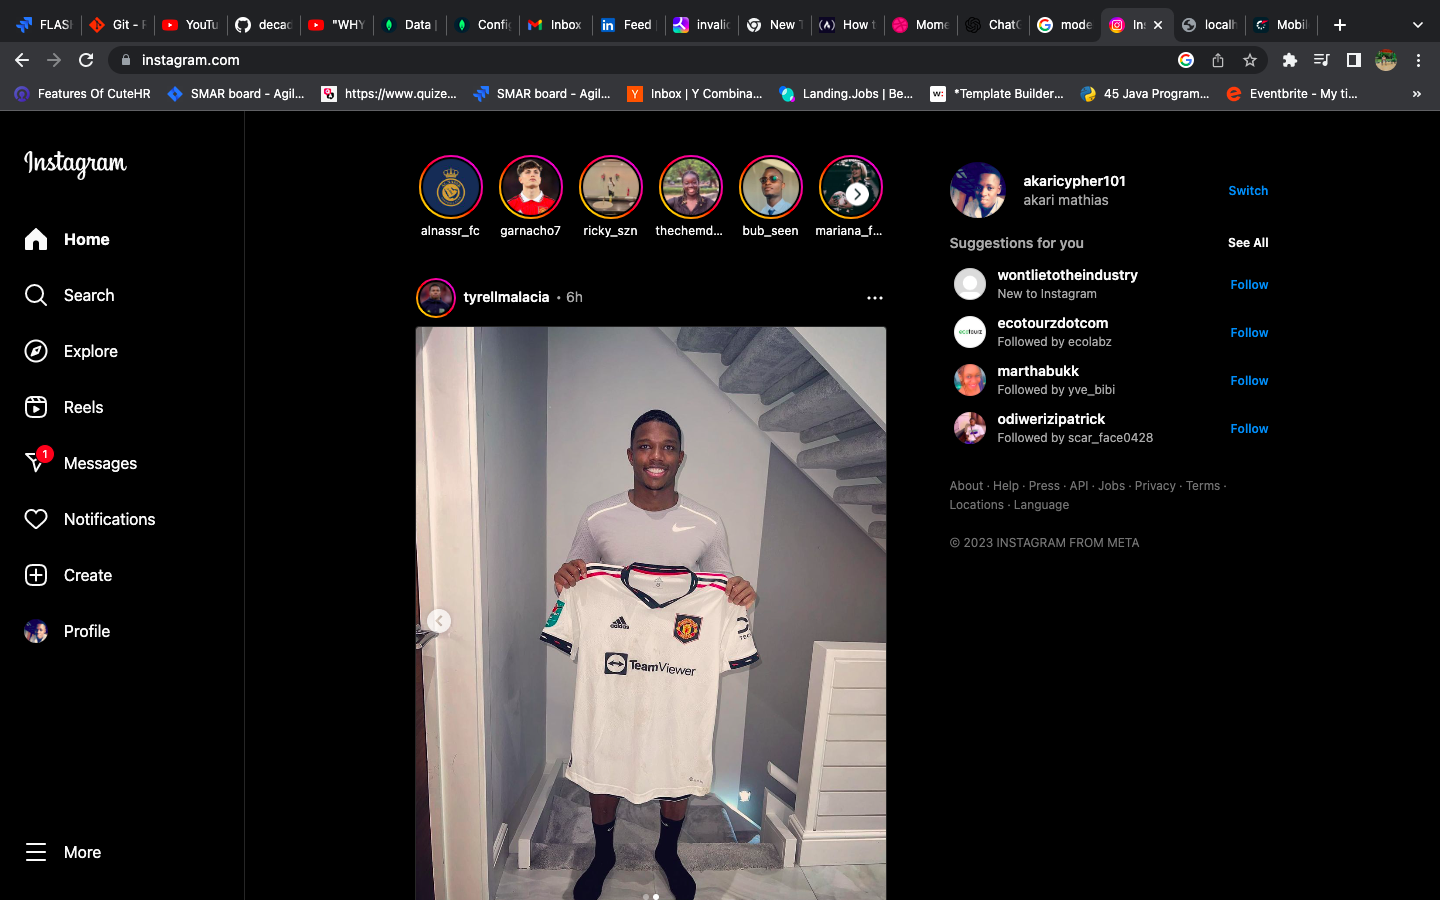 FLAS
Git - F
YouTu
decac
"WHY
Data |
Config
Inbox
Feed |
invalid
New T
How t
Mome
ChatG
mode
In
localh
Mobil
instagram.com
Features Of CuteHR
SMAR board - Agil...
https://www.quize...
SMAR board - Agil...
Inbox | Y Combina...
Landing.Jobs | Be...
*Template Builder...
45 Java Program...
Eventbrite - My ti...
Instagram
Home
Search
Explore
Reels
1
Messages
Notifications
Create
Profile
More
alnassr_fc
garnacho7
ricky_szn
thechemd...
bub_seen
mariana_f...
tyrellmalacia • 6h
adidas
TeamViewer
akaricypher101
akari mathias
Switch
Suggestions for you
See All
wontlietotheindustry
New to Instagram
Follow
ecotourzdotcom
Followed by ecolabz
Follow
marthabukk
Followed by yve_bibi
Follow
odiwerizipatrick
Followed by scar_face0428
Follow
About · Help · Press · API · Jobs · Privacy · Terms ·
Locations · Language
© 2023 INSTAGRAM FROM META